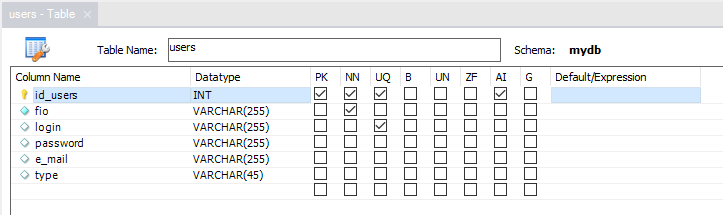 users - Table
Table Name: users Schema: mydb
Column Name Datatype PK NN UQ B UN ZF AI G Default/Expression
id_users INT
fio VARCHAR(255)
login VARCHAR(255)
password VARCHAR(255)
e_mail VARCHAR(255)
type VARCHAR(45)